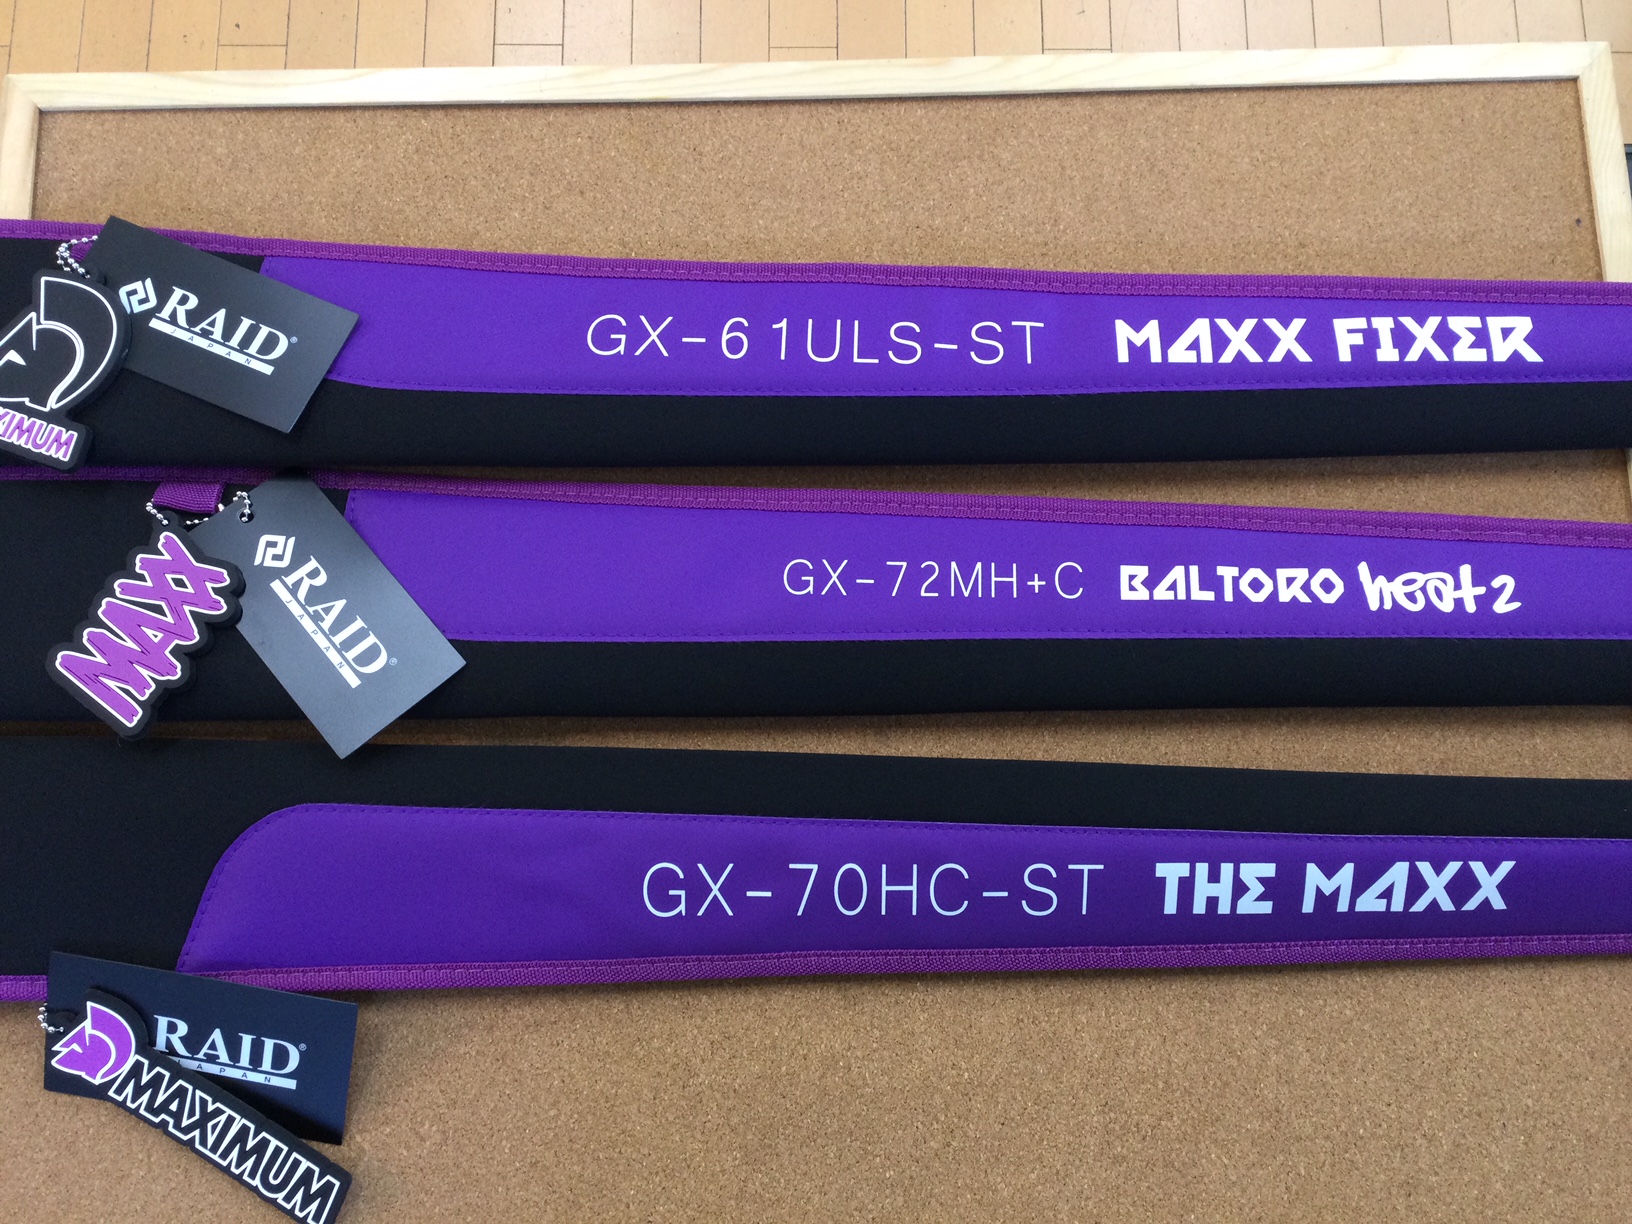 RAID®
JAPAN
XIMUM
GX-61ULS-ST MAXX FIXER
RAID®
JAPAN
MAXX
GX-72MH+C BALTORO heat2
GX-70HC-ST THE MAXX
RAID®
JAPAN
MAXIMUM